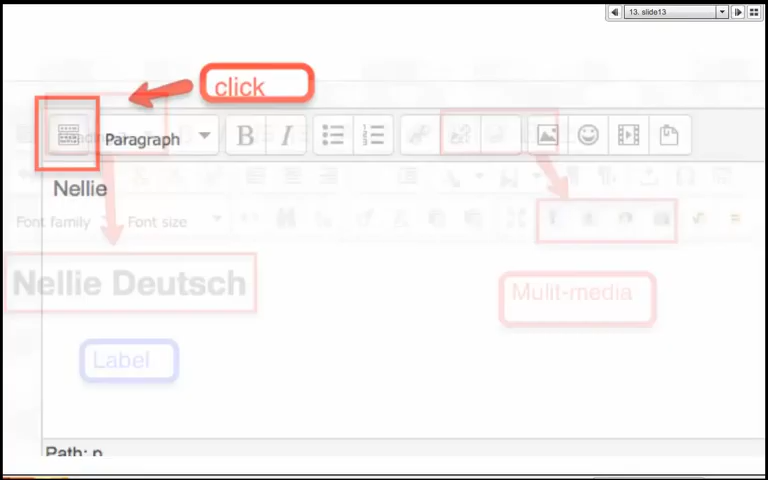 13. slide13
click
Paragraph
B I
Nellie
Font family Font size
Nellie Deutsch
Mulit-media
Label
Path: p